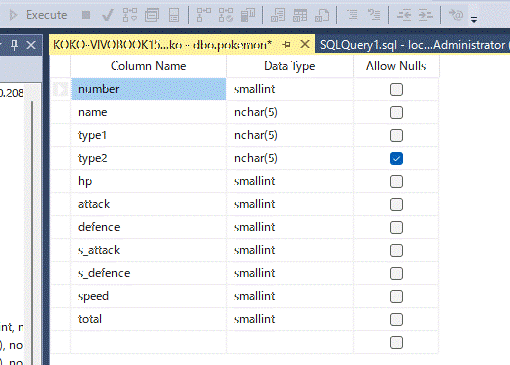 Execute
KOKO-VIVOBOOK15...ko - dbo.pokemon*
SQLQuery1.sql - loc...Administrator (
Column Name Data Type Allow Nulls
0.208
number smallint
name nchar(5)
type1 nchar(5)
type2 nchar(5)
hp smallint
attack smallint
defence smallint
s_attack smallint
s_defence smallint
speed smallint
total smallint
int, n
), no
), no
), no